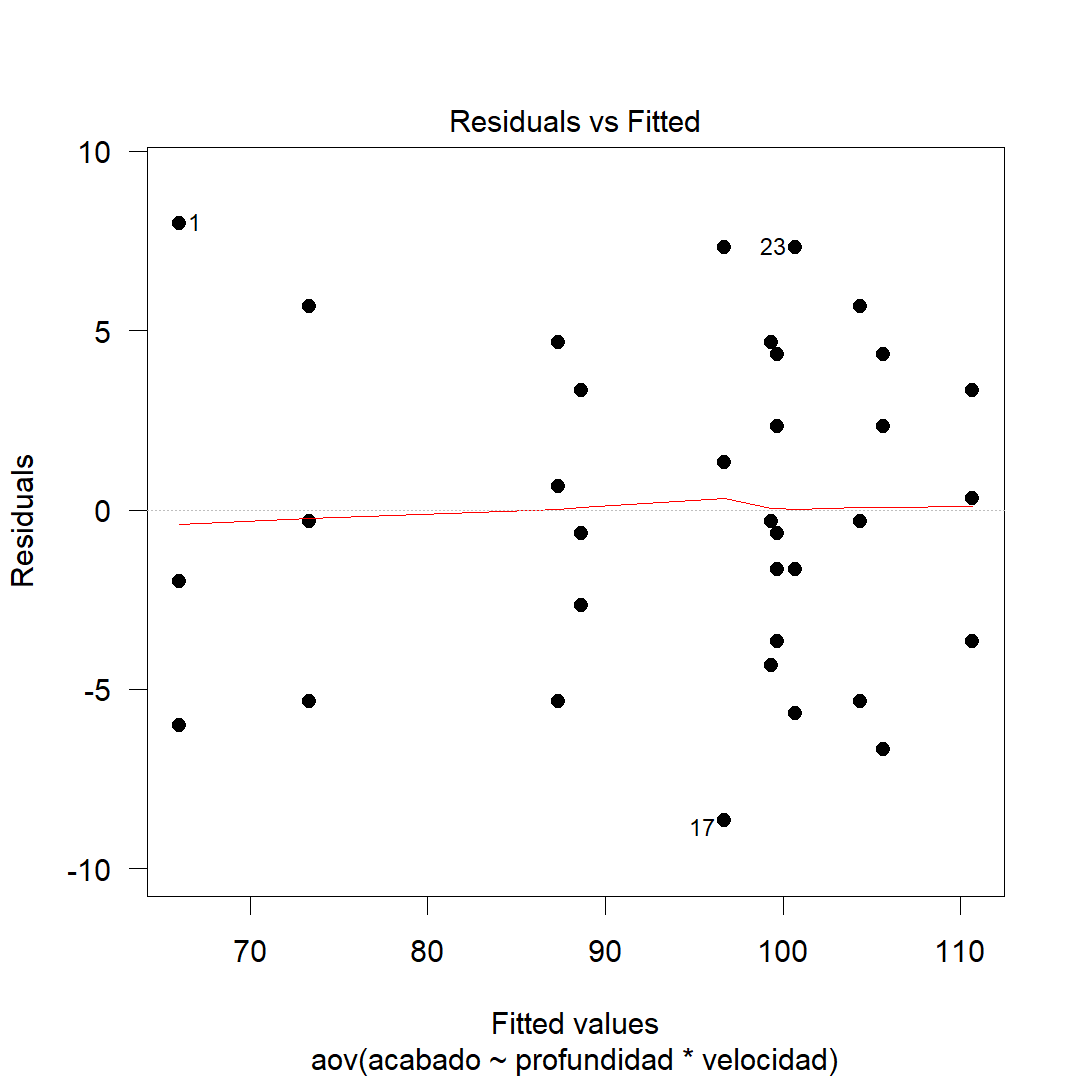 Residuals vs Fitted
10
5
0
-5
-10
Residuals
1
23
17
70 80 90 100 110
Fitted values
aov(acabado ~ profundidad * velocidad)